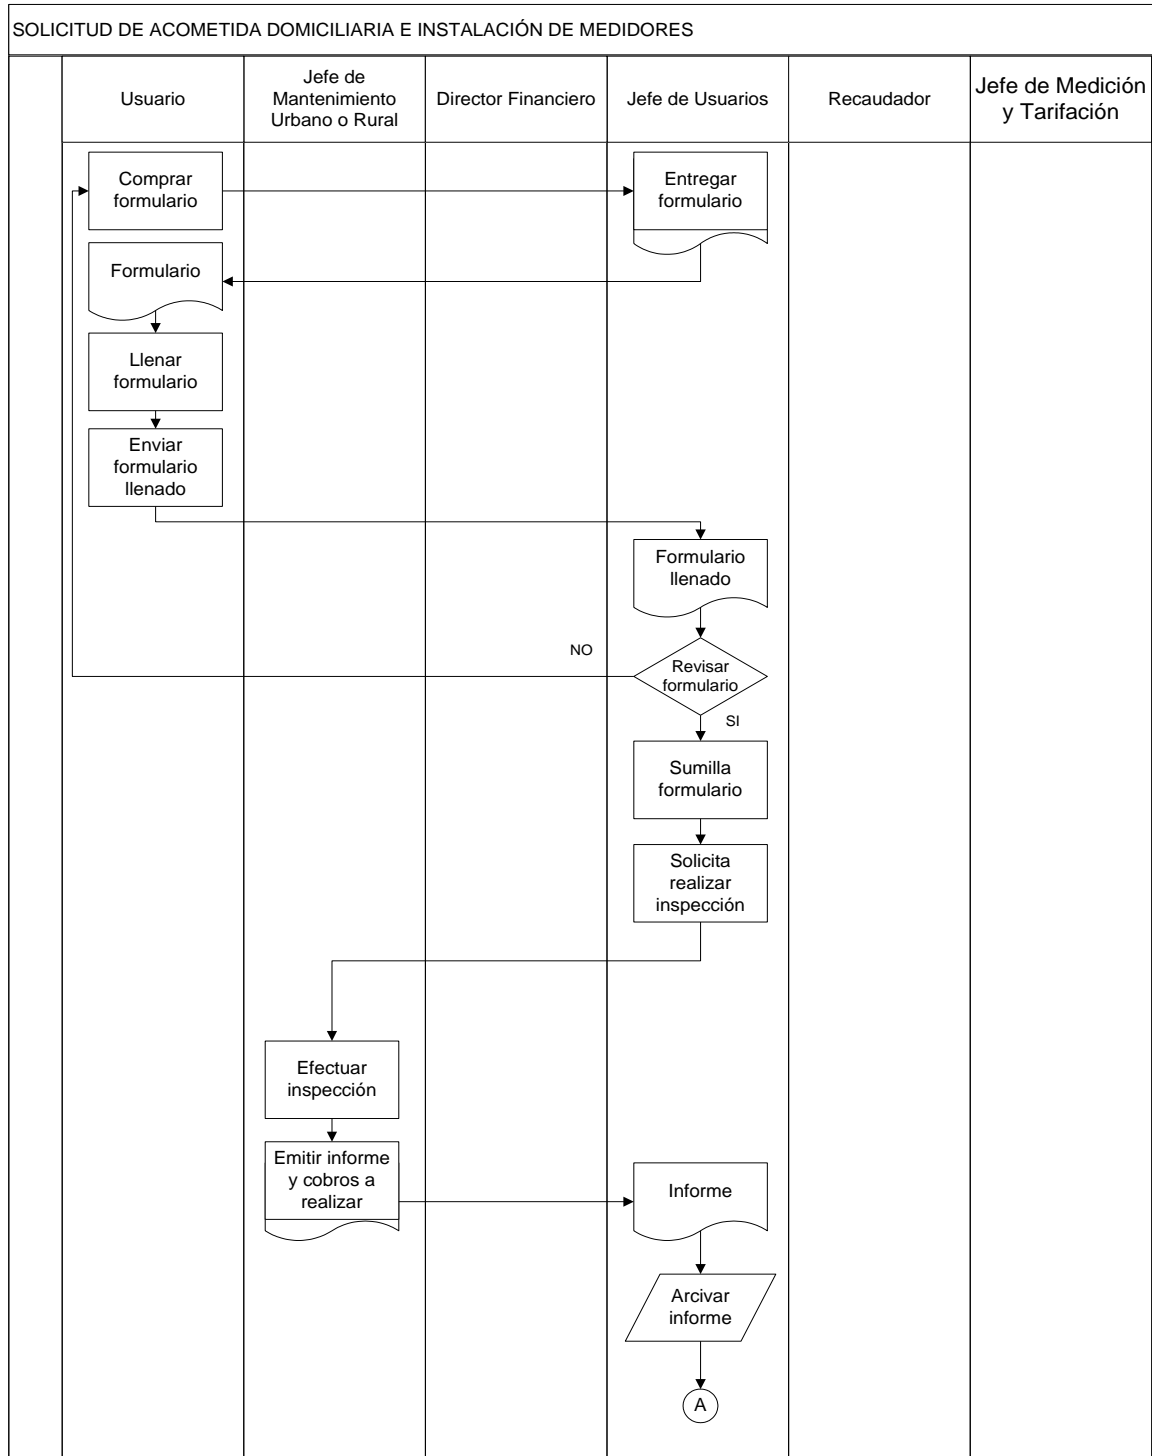 SOLICITUD DE ACOMETIDA DOMICILIARIA E INSTALACIÓN DE MEDIDORES
Usuario
Jefe de
Mantenimiento
Urbano o Rural
Director Financiero
Jefe de Usuarios
Recaudador
Jefe de Medición
y Tarifación
Comprar
formulario
Entregar
formulario
Formulario
Llenar
formulario
Enviar
formulario
llenado
Formulario
llenado
NO
Revisar
formulario
SI
Sumilla
formulario
Solicita
realizar
inspección
Efectuar
inspección
Emitir informe
y cobros a
realizar
Informe
Arcivar
informe
A